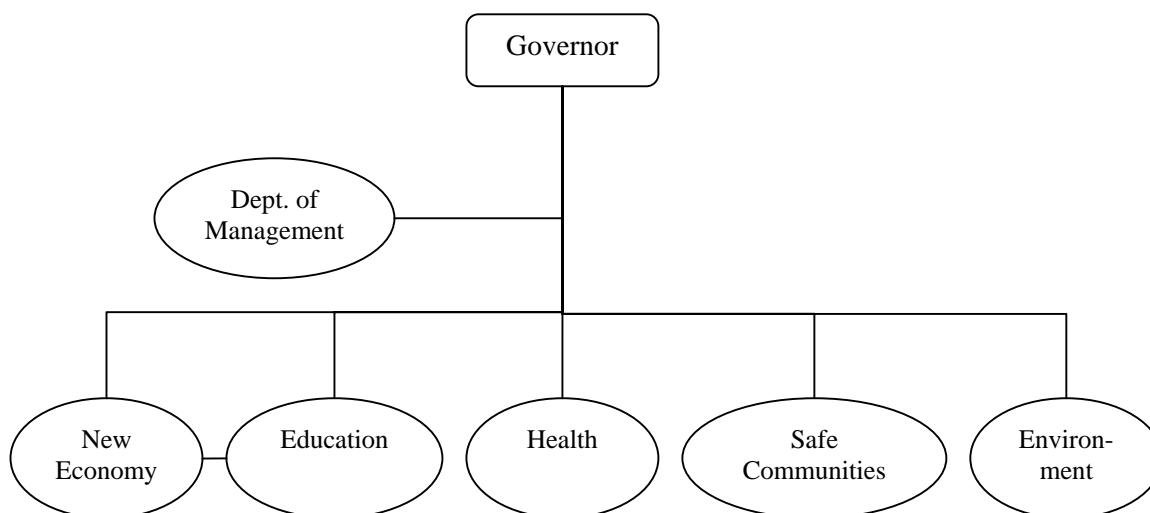 Governor
Dept. of
Management
New
Economy
Education
Health
Safe
Communities
Environ-
ment